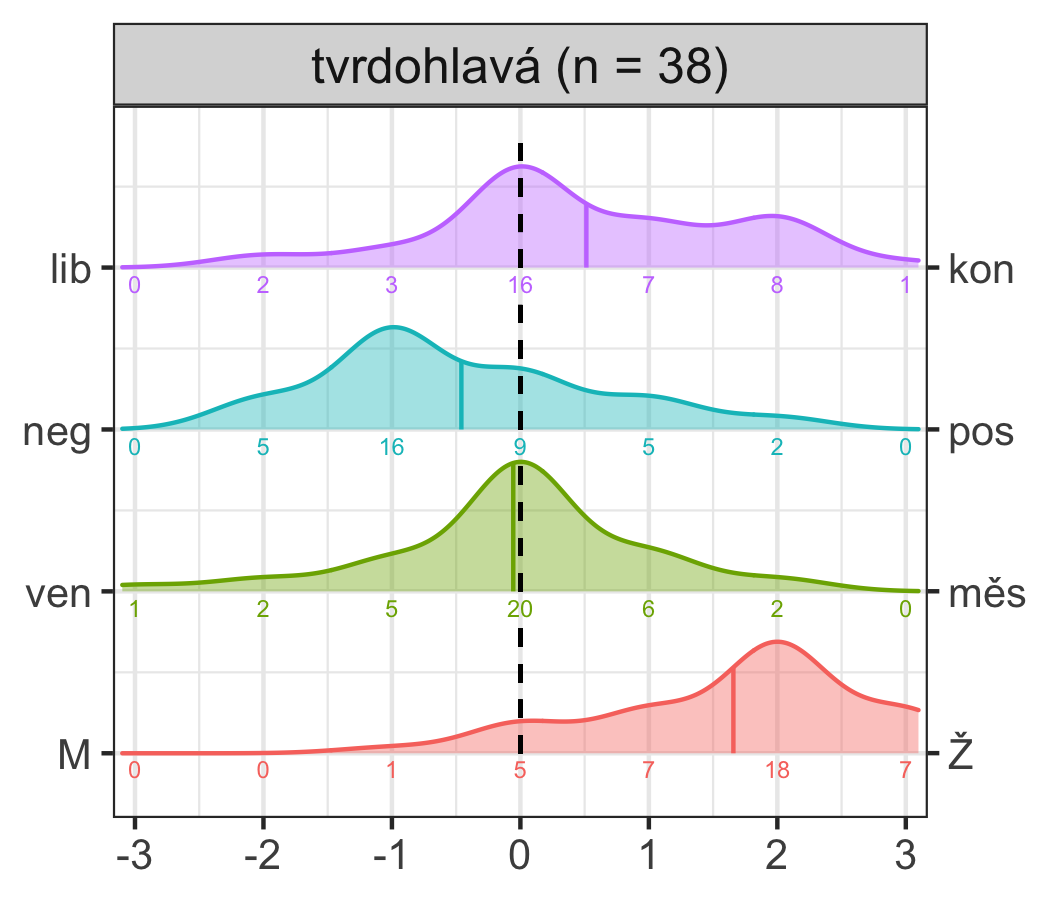 tvrdohlavá (n = 38)
lib kon
0 2 3 16 7 8 1
neg pos
0 5 16 9 5 2 0
ven měs
1 2 5 20 6 2 0
M Ž
0 0 1 5 7 18 7
-3 -2 -1 0 1 2 3